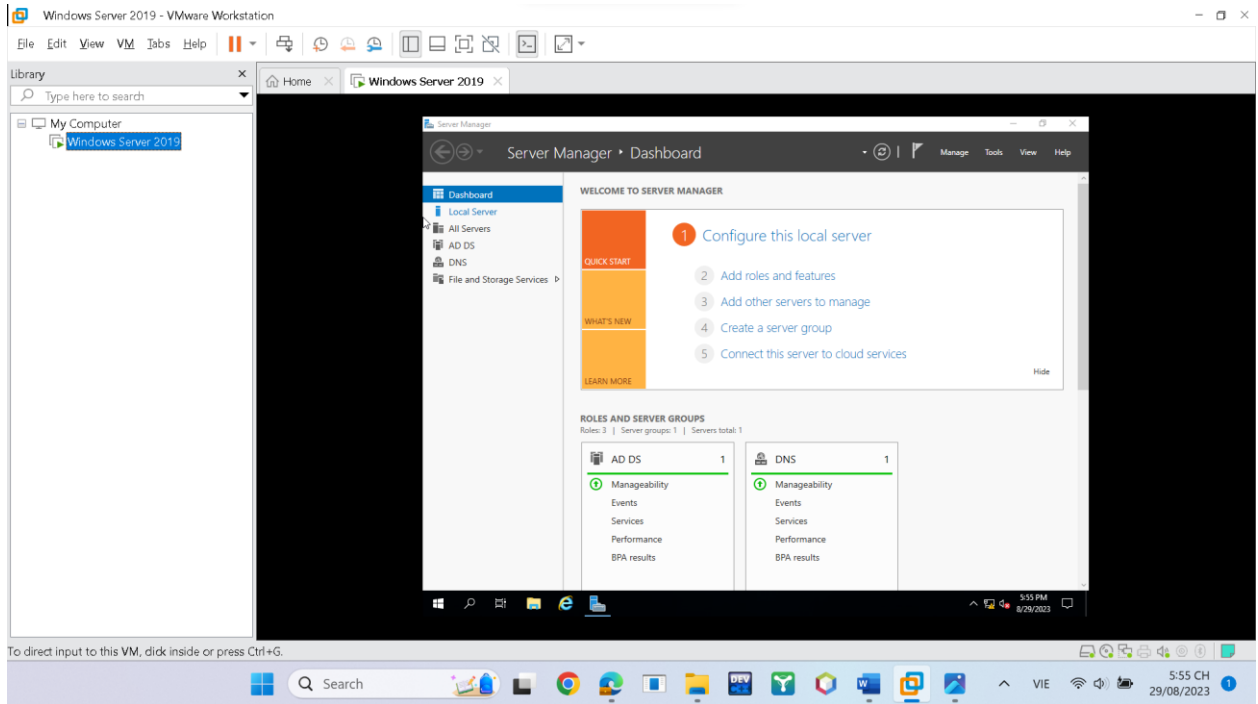 Windows Server 2019 - VMware Workstation
File Edit View VM Tabs Help
Library
Home
Windows Server 2019
Type here to search
My Computer
Windows Server 2019
Server Manager
Server Manager • Dashboard
Manage Tools View Help
Dashboard
Local Server
All Servers
AD DS
DNS
File and Storage Services
WELCOME TO SERVER MANAGER
QUICK START
WHAT'S NEW
LEARN MORE
1 Configure this local server
2 Add roles and features
3 Add other servers to manage
4 Create a server group
5 Connect this server to cloud services
Hide
ROLES AND SERVER GROUPS
Roles: 3 | Server groups: 1 | Servers total: 1
AD DS 1
Manageability
Events
Services
Performance
BPA results
DNS 1
Manageability
Events
Services
Performance
BPA results
5:55 PM
8/29/2023
To direct input to this VM, click inside or press Ctrl+G.
Search
DEV
VIE
5:55 CH
29/08/2023
1